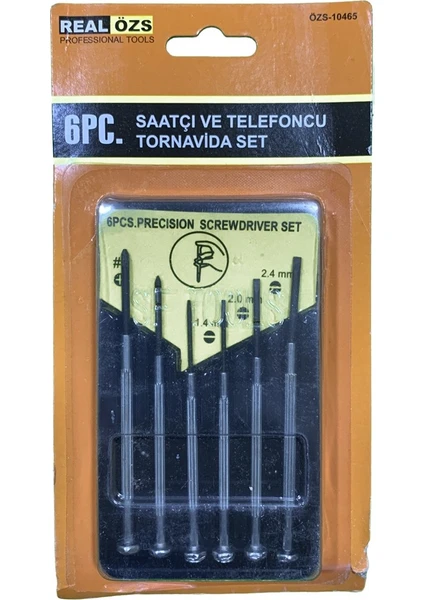 REAL ÖZS
PROFESSIONAL TOOLS
ÖZS-10465
6PC.
SAATÇI VE TELEFONCU
TORNAVİDA SET
6PCS.PRECISION SCREWDRIVER SET
#
2.4 mm
2.0 mm
1.4